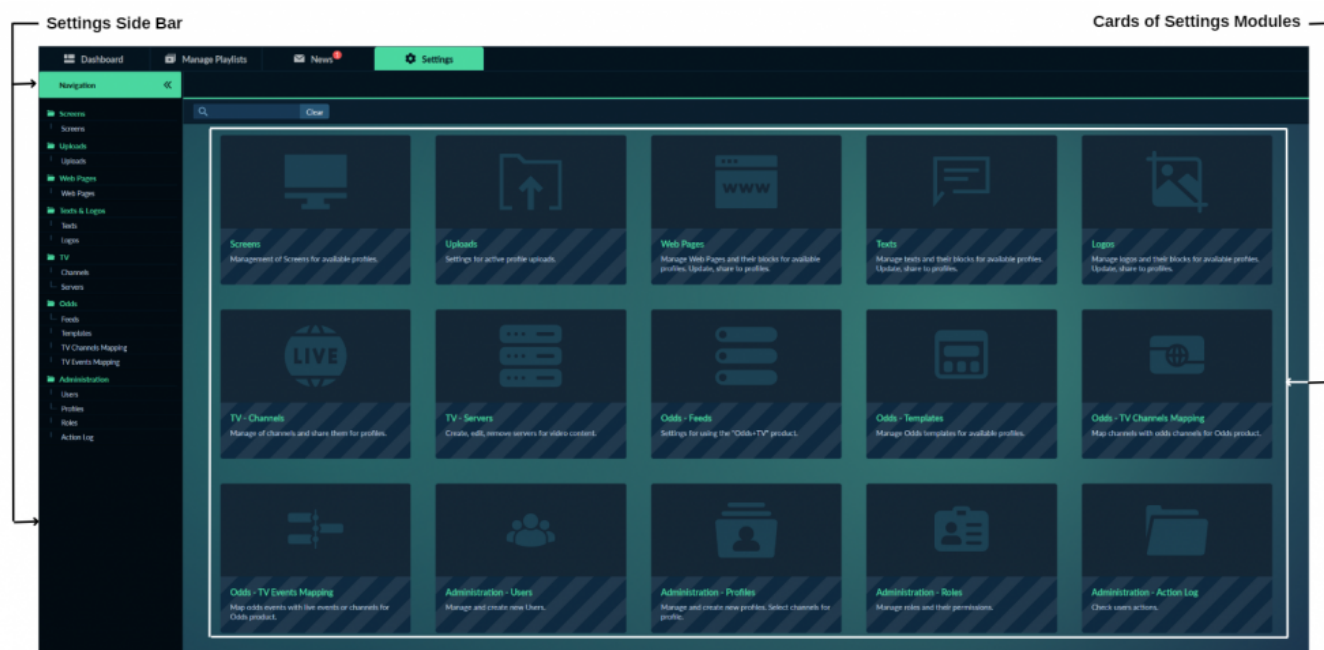 Settings Side Bar
Cards of Settings Modules
Dashboard
Manage Playlists
News
Settings
Navigation
Clear
Screens
Screens
Uploads
Uploads
Web Pages
Web Pages
Texts & Logos
Texts
Logos
TV
Channels
Servers
Odds
Feeds
Templates
TV Channels Mapping
TV Events Mapping
Administration
Users
Profiles
Roles
Action Log
Screens
Management of Screens for available profiles.
Uploads
Settings for active profile uploads.
Web Pages
WWW
Manage Web Pages and their blocks for available
profiles. Update, share to profiles.
Texts
Manage texts and their blocks for available profiles.
Update, share to profiles.
Logos
Manage logos and their blocks for available profiles.
Update, share to profiles.
LIVE
TV - Channels
Manage of channels and share them for profiles.
TV - Servers
Create, edit, remove servers for video content.
Odds - Feeds
Settings for using the "Odds+TV" product.
Odds - Templates
Manage Odds templates for available profiles.
Odds - TV Channels Mapping
Map channels with odds channels for Odds product.
Odds - TV Events Mapping
Map odds events with live events or channels for
Odds product.
Administration - Users
Manage and create new Users.
Administration - Profiles
Manage and create new profiles. Select channels for
profile.
Administration - Roles
Manage roles and their permissions.
Administration - Action Log
Check users actions.